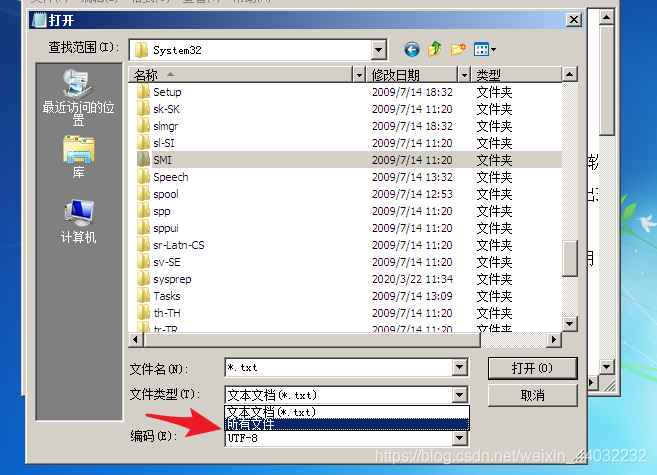 打开
查找范围(I):
System32
名称 修改日期 类型
Setup 2009/7/14 18:32 文件夹
sk-SK 2009/7/14 11:20 文件夹
slmgr 2009/7/14 18:32 文件夹
sl-SI 2009/7/14 11:20 文件夹
SMI 2009/7/14 11:20 文件夹
Speech 2009/7/14 13:32 文件夹
spool 2009/7/14 12:53 文件夹
spp 2009/7/14 11:20 文件夹
sppui 2009/7/14 11:20 文件夹
sr-Latn-CS 2009/7/14 11:20 文件夹
sv-SE 2009/7/14 11:20 文件夹
sysprep 2020/3/22 11:34 文件夹
Tasks 2009/7/14 13:09 文件夹
th-TH 2009/7/14 11:20 文件夹
tr-TR 2009/7/14 11:20 文件夹
最近访问的位
置
库
计算机
文件名(N):
*.txt
打开(O)
文件类型(T):
文本文档(*.txt)
取消
文本文档(*.txt)
所有文件
编码(E):
UTF-8
https://blog.csdn.net/weixin_44032232